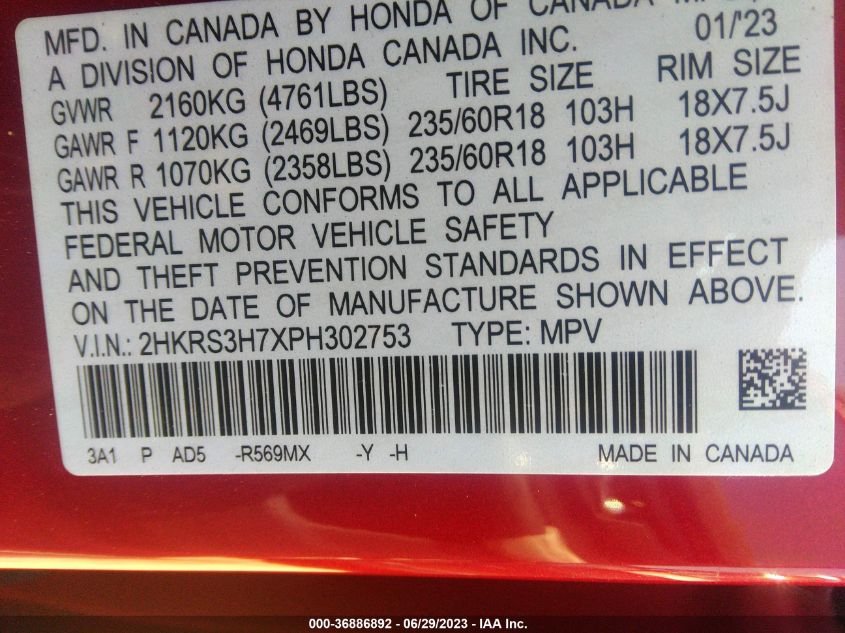 MFD. IN CANADA BY HONDA OF CANADA
A DIVISION OF HONDA CANADA INC. 01/'23
TIRE SIZE RIM SIZE
GVWR 2160KG (4761LBS)
GAWR F 1120KG (2469LBS) 235/60R18 103H 18X7.5J
GAWR R 1070KG (2358LBS) 235/60R18 103H 18X7.5J
THIS VEHICLE CONFORMS TO ALL APPLICABLE
FEDERAL MOTOR VEHICLE SAFETY
AND THEFT PREVENTION STANDARDS IN EFFECT
ON THE DATE OF MANUFACTURE SHOWN ABOVE.
V.I.N.: 2HKRS3H7XPH302753 TYPE: MPV
3A1 P AD5 -R569MX -Y -H MADE IN CANADA
000-36886892 - 06/29/2023 - IAA Inc.